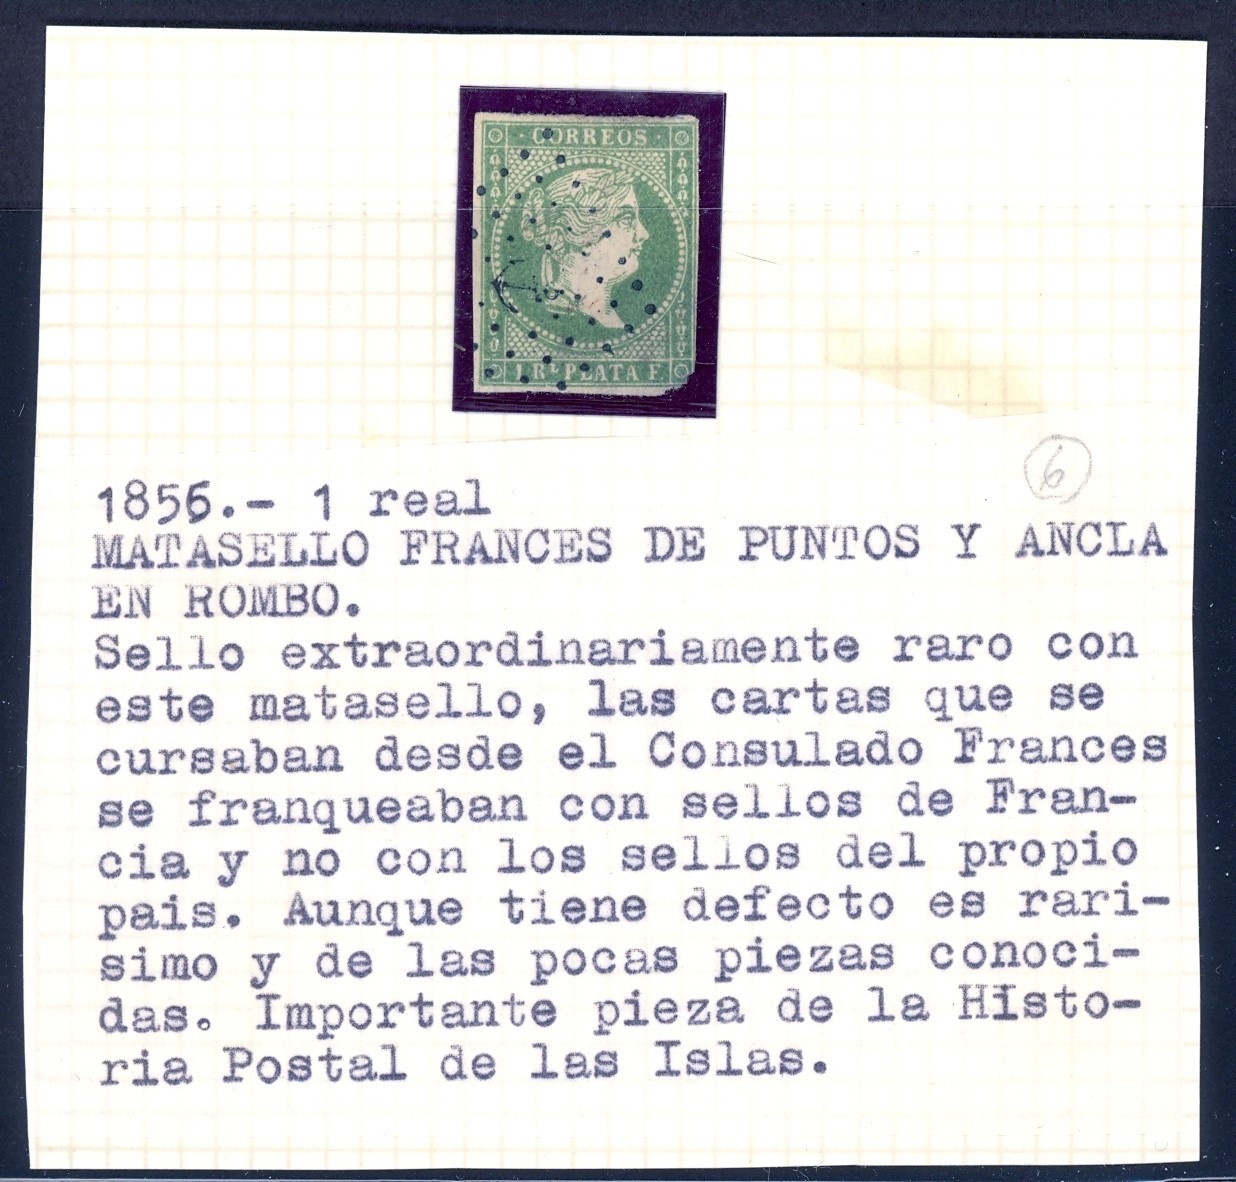 CORREOS
1 RL PLATA F.
6
1856.- 1 real
MATASELLO FRANCES DE PUNTOS Y ANCLA
EN ROMBO.
Sello extraordinariamente raro con
este matasello, las cartas que se
cursaban desde el Consulado Frances
se franqueaban con sellos de Fran-
cia y no con los sellos del propio
pais. Aunque tiene defecto es rari-
simo y de las pocas piezas conoci-
das. Importante pieza de la Histo-
ria Postal de las Islas.